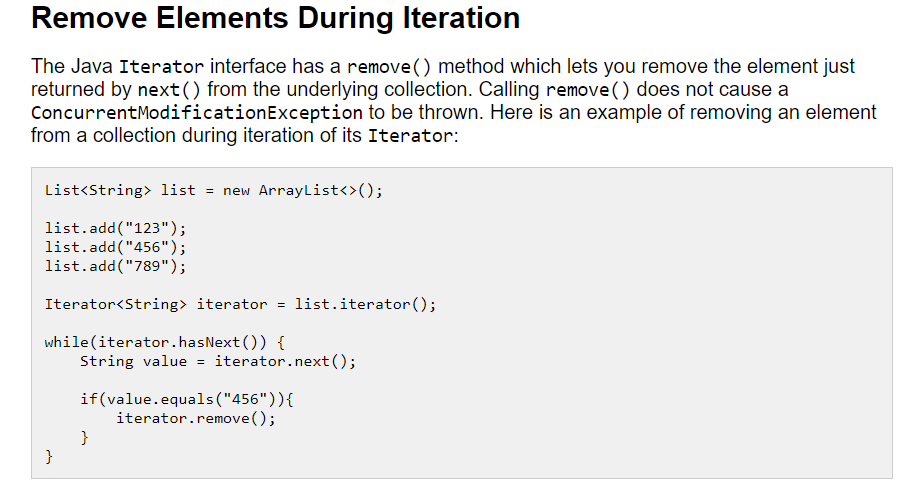 Remove Elements During Iteration
The Java Iterator interface has a remove() method which lets you remove the element just
returned by next() from the underlying collection. Calling remove() does not cause a
ConcurrentModificationException to be thrown. Here is an example of removing an element
from a collection during iteration of its Iterator:
List<String> list = new ArrayList<>();
list.add("123");
list.add("456");
list.add("789");
Iterator<String> iterator = list.iterator();
while(iterator.hasNext()) {
    String value = iterator.next();
    if(value.equals("456")){
        iterator.remove();
    }
}